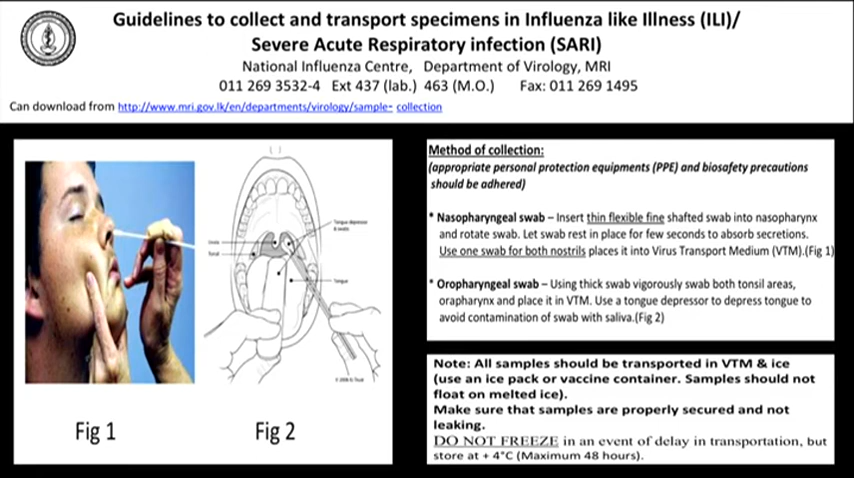 Guidelines to collect and transport specimens in Influenza like Illness (ILI)/
Severe Acute Respiratory infection (SARI)
National Influenza Centre, Department of Virology, MRI
011 269 3532-4 Ext 437 (lab.) 463 (M.O.) Fax: 011 269 1495
Can download from http://www.mri.gov.lk/en/departments/virology/sample- collection
Tongue depressor
& swabs
Uvula
Tonsil
Tongue
Fig 1
Fig 2
Method of collection:
(appropriate personal protection equipments (PPE) and biosafety precautions
should be adhered)
* Nasopharyngeal swab – Insert thin flexible fine shafted swab into nasopharynx
and rotate swab. Let swab rest in place for few seconds to absorb secretions.
Use one swab for both nostrils places it into Virus Transport Medium (VTM).(Fig 1)
* Oropharyngeal swab – Using thick swab vigorously swab both tonsil areas,
orapharynx and place it in VTM. Use a tongue depressor to depress tongue to
avoid contamination of swab with saliva.(Fig 2)
Note: All samples should be transported in VTM & ice
(use an ice pack or vaccine container. Samples should not
float on melted ice).
Make sure that samples are properly secured and not
leaking.
DO NOT FREEZE in an event of delay in transportation, but
store at + 4°C (Maximum 48 hours).